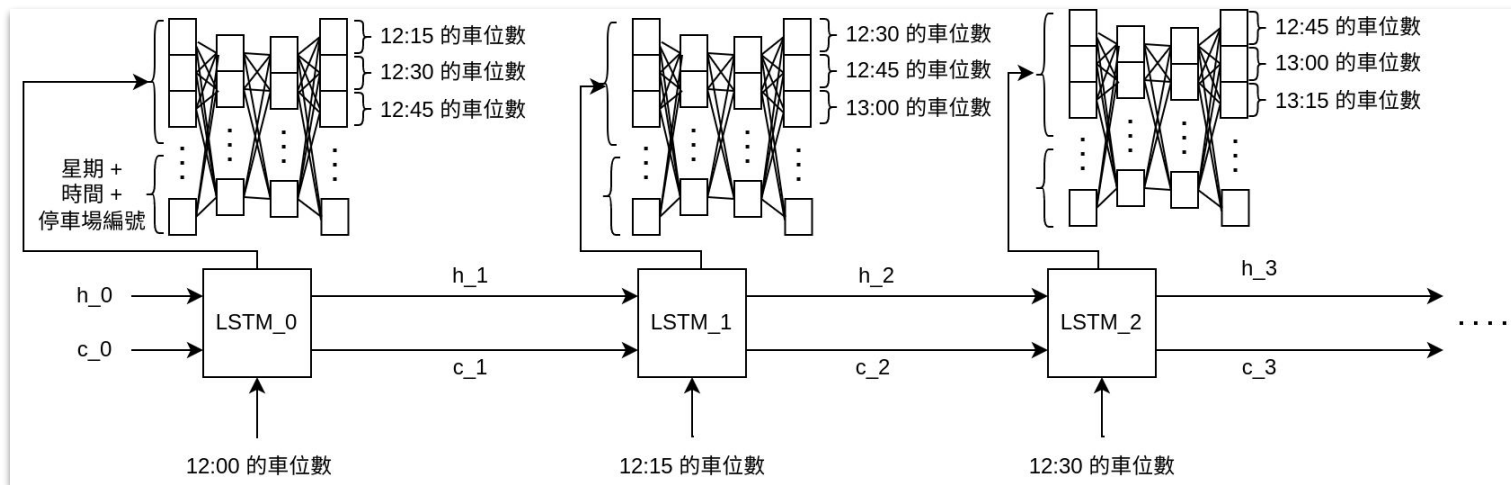 12:15 的車位數
12:30 的車位數
12:45 的車位數
12:30 的車位數
12:45 的車位數
13:00 的車位數
12:45 的車位數
13:00 的車位數
13:15 的車位數
星期 +
時間 +
停車場編號
h_0
c_0
LSTM_0
h_1
c_1
LSTM_1
h_2
c_2
LSTM_2
h_3
c_3
12:00 的車位數
12:15 的車位數
12:30 的車位數